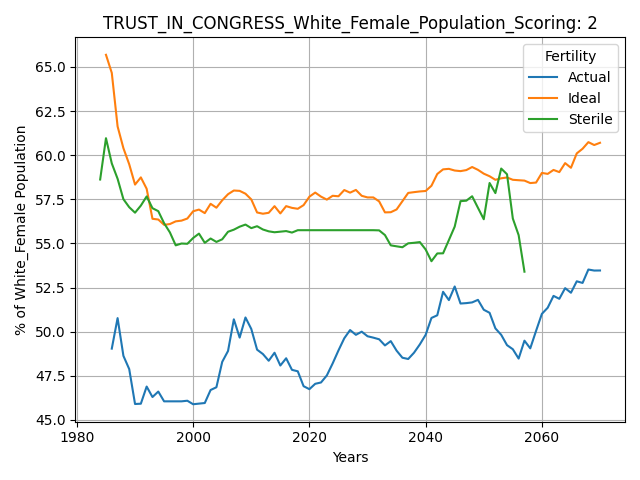 TRUST_IN_CONGRESS_White_Female_Population_Scoring: 2
% of White_Female Population
65.0
62.5
60.0
57.5
55.0
52.5
50.0
47.5
45.0
Fertility
Actual
Ideal
Sterile
1980
2000
2020
2040
2060
Years